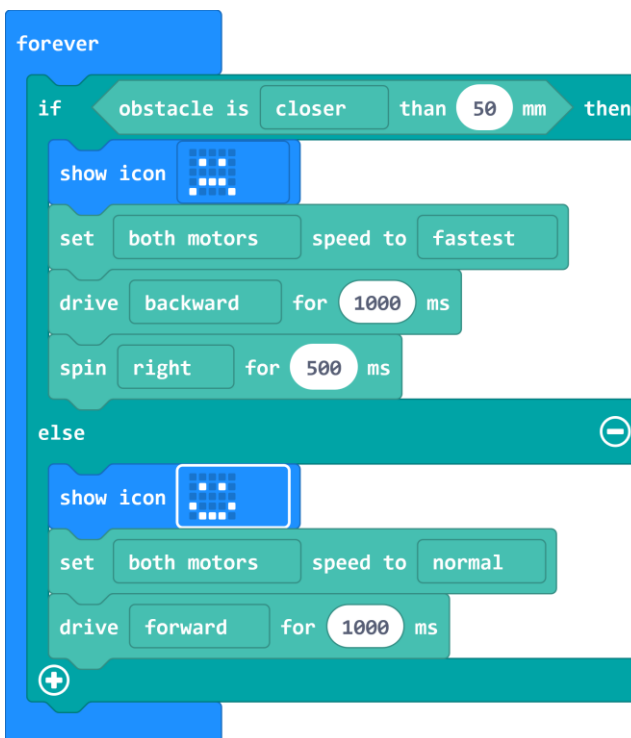 forever
if obstacle is closer than 50 mm then
show icon
set both motors speed to fastest
drive backward for 1000 ms
spin right for 500 ms
else
show icon
set both motors speed to normal
drive forward for 1000 ms